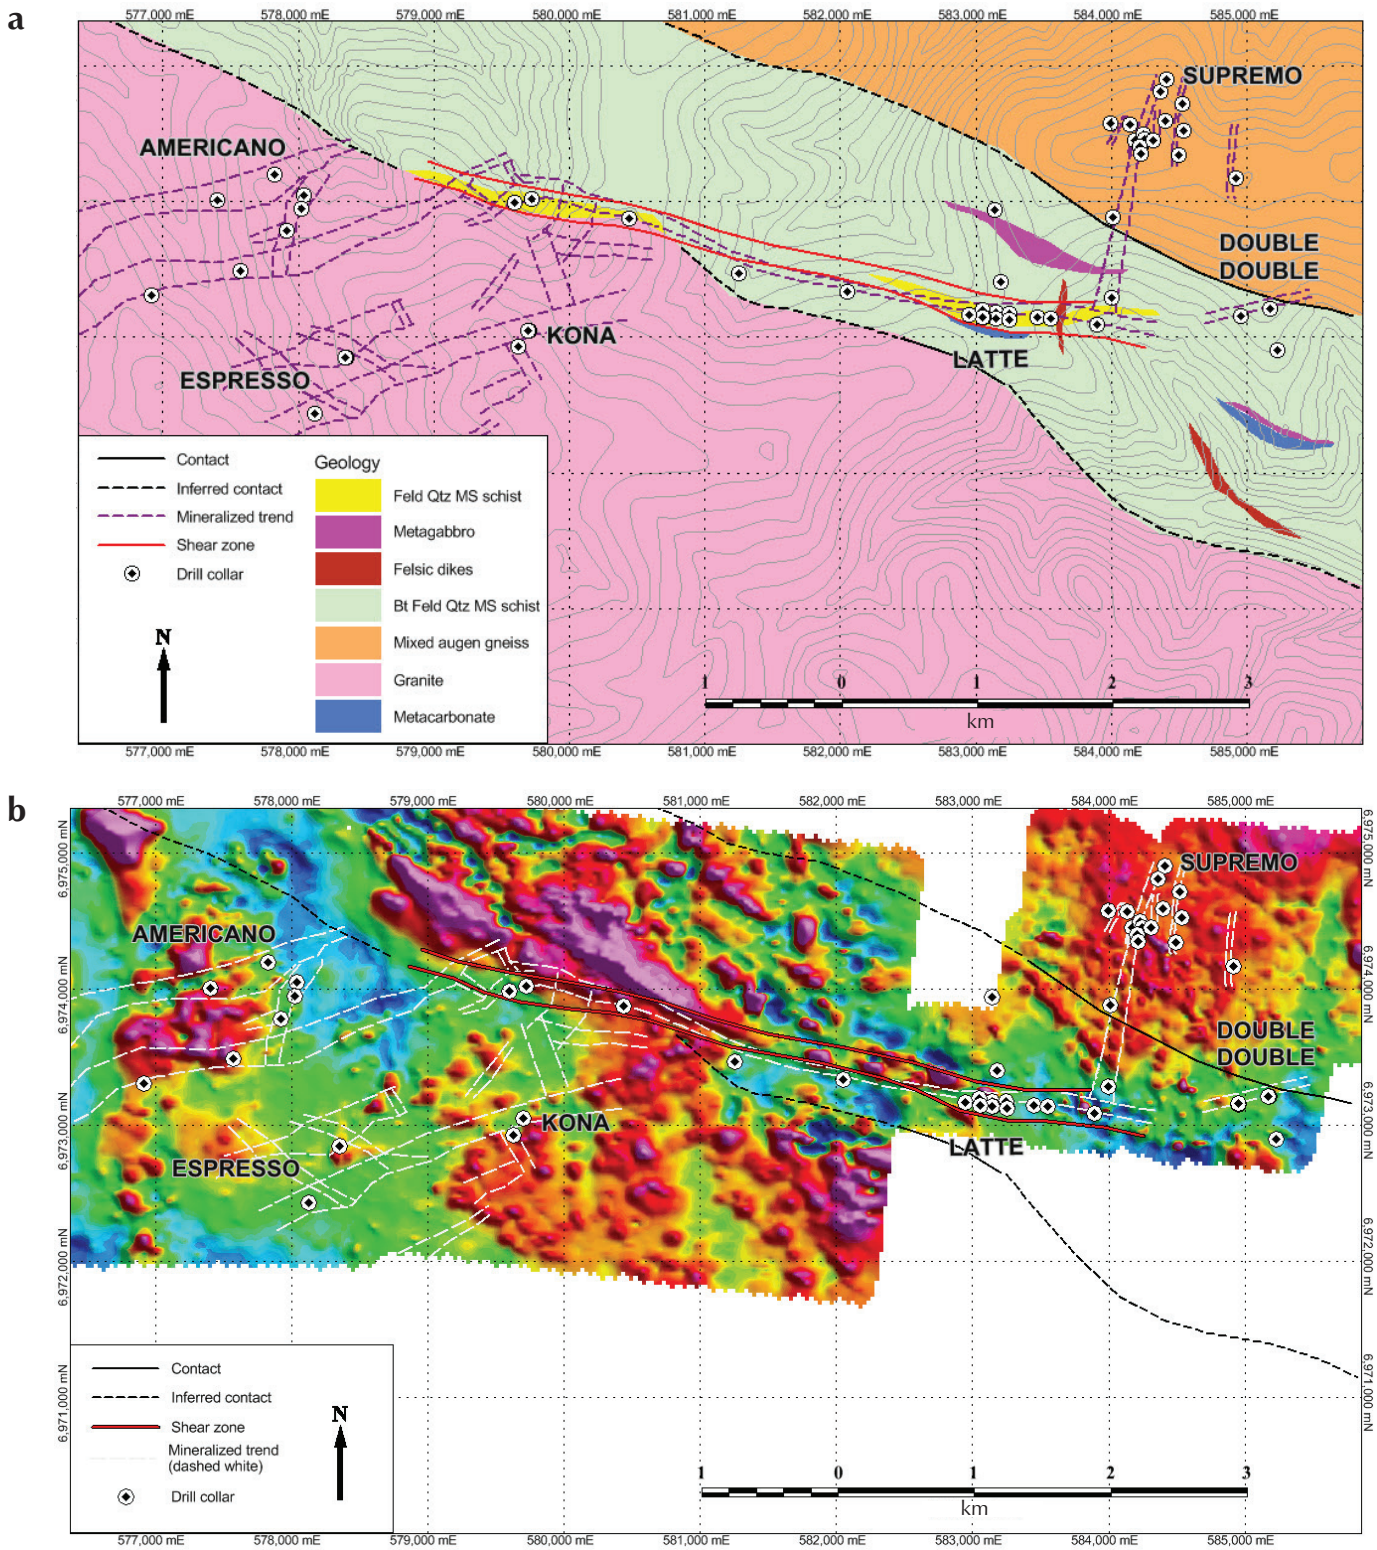 a
577,000 mE 578,000 mE 579,000 mE 580,000 mE 581,000 mE 582,000 mE 583,000 mE 584,000 mE 585,000 mE
SUPREMO
AMERICANO
DOUBLE
DOUBLE
KONA
LATTE
ESPRESSO
Contact
Inferred contact
Mineralized trend
Shear zone
Drill collar
N
Geology
Feld Qtz MS schist
Metagabbro
Felsic dikes
Bt Feld Qtz MS schist
Mixed augen gneiss
Granite
Metacarbonate
1 0 1 2 3
km
577,000 mE 578,000 mE 579,000 mE 580,000 mE 581,000 mE 582,000 mE 583,000 mE 584,000 mE 585,000 mE
b
577,000 mE 578,000 mE 579,000 mE 580,000 mE 581,000 mE 582,000 mE 583,000 mE 584,000 mE 585,000 mE
6,975,000 mN
6,974,000 mN
6,973,000 mN
6,972,000 mN
6,971,000 mN
6,975,000 mN
6,974,000 mN
6,973,000 mN
6,972,000 mN
6,971,000 mN
SUPREMO
AMERICANO
DOUBLE
DOUBLE
KONA
LATTE
ESPRESSO
Contact
Inferred contact
Shear zone
Mineralized trend
(dashed white)
Drill collar
N
1 0 1 2 3
km
577,000 mE 578,000 mE 579,000 mE 580,000 mE 581,000 mE 582,000 mE 583,000 mE 584,000 mE 585,000 mE